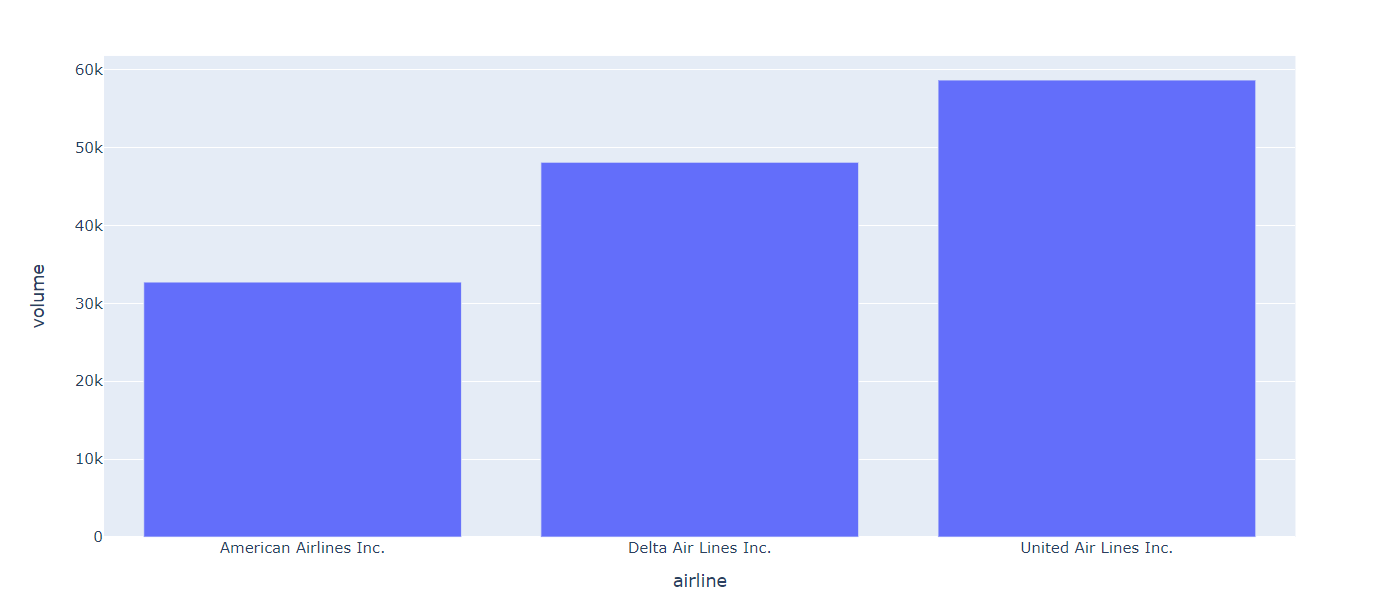 60k
50k
40k
30k
20k
10k
0
volume
American Airlines Inc.
Delta Air Lines Inc.
United Air Lines Inc.
airline